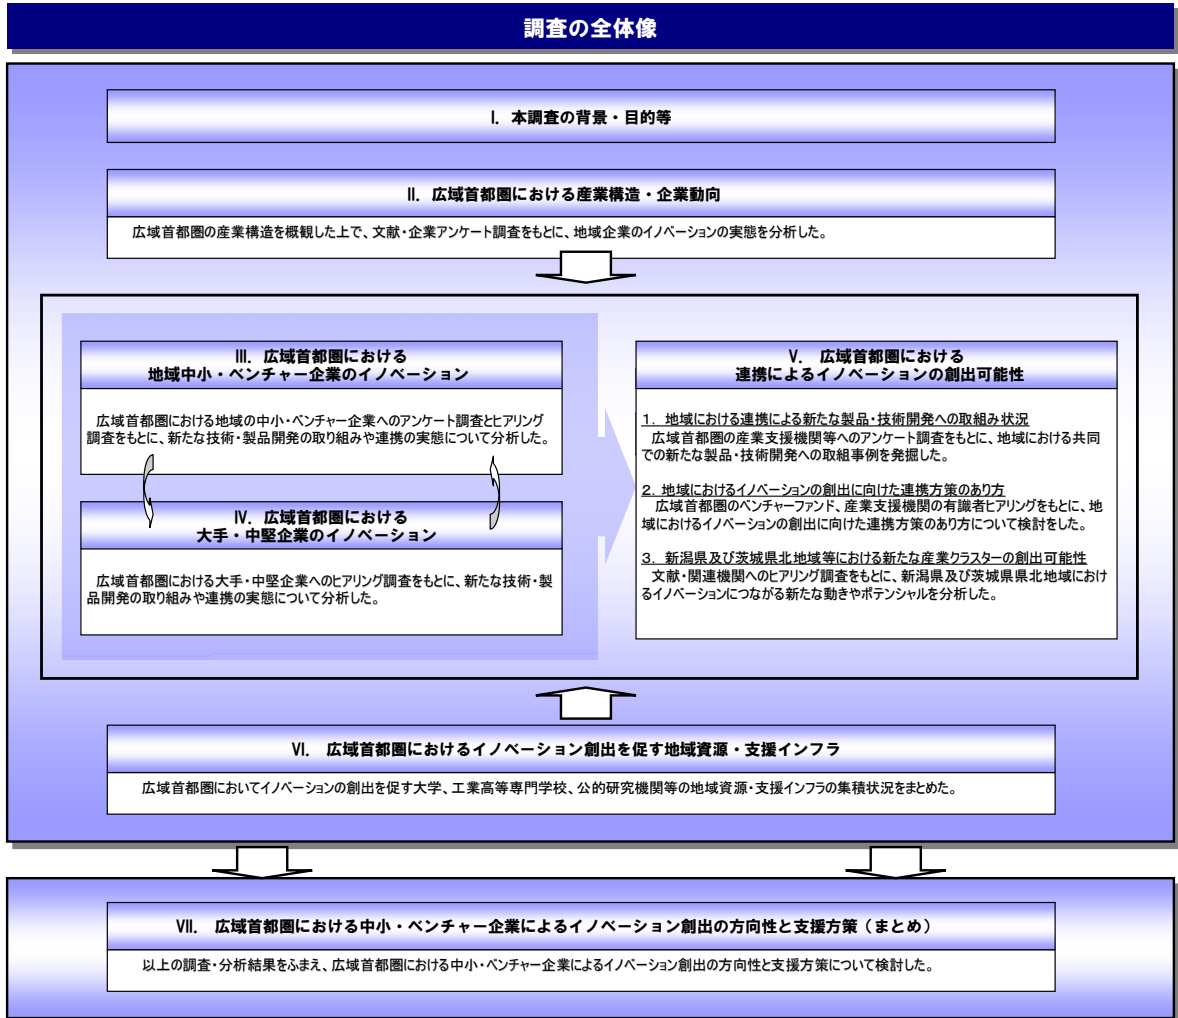 調査の全体像
Ⅰ. 本調査の背景・目的等
Ⅱ. 広域首都圏における産業構造・企業動向
広域首都圏の産業構造を概観した上で、文献・企業アンケート調査をもとに、地域企業のイノベーションの実態を分析した。
Ⅲ. 広域首都圏における
地域中小・ベンチャー企業のイノベーション
広域首都圏における地域の中小・ベンチャー企業へのアンケート調査とヒアリング
調査をもとに、新たな技術・製品開発の取り組みや連携の実態について分析した。
Ⅳ. 広域首都圏における
大手・中堅企業のイノベーション
広域首都圏における大手・中堅企業へのヒアリング調査をもとに、新たな技術・製
品開発の取り組みや連携の実態について分析した。
Ⅴ. 広域首都圏における
連携によるイノベーションの創出可能性
1. 地域における連携による新たな製品・技術開発への取組み状況
広域首都圏の産業支援機関等へのアンケート調査をもとに、地域における共同
での新たな製品・技術開発への取組事例を発掘した。
2. 地域におけるイノベーションの創出に向けた連携方策のあり方
広域首都圏のベンチャーファンド、産業支援機関の有識者ヒアリングをもとに、地
域におけるイノベーションの創出に向けた連携方策のあり方について検討をした。
3. 新潟県及び茨城県北地域等における新たな産業クラスターの創出可能性
文献・関連機関へのヒアリング調査をもとに、新潟県及び茨城県県北地域におけ
るイノベーションにつながる新たな動きやポテンシャルを分析した。
Ⅵ. 広域首都圏におけるイノベーション創出を促す地域資源・支援インフラ
広域首都圏においてイノベーションの創出を促す大学、工業高等専門学校、公的研究機関等の地域資源・支援インフラの集積状況をまとめた。
Ⅶ. 広域首都圏における中小・ベンチャー企業によるイノベーション創出の方向性と支援方策（まとめ）
以上の調査・分析結果をふまえ、広域首都圏における中小・ベンチャー企業によるイノベーション創出の方向性と支援方策について検討した。